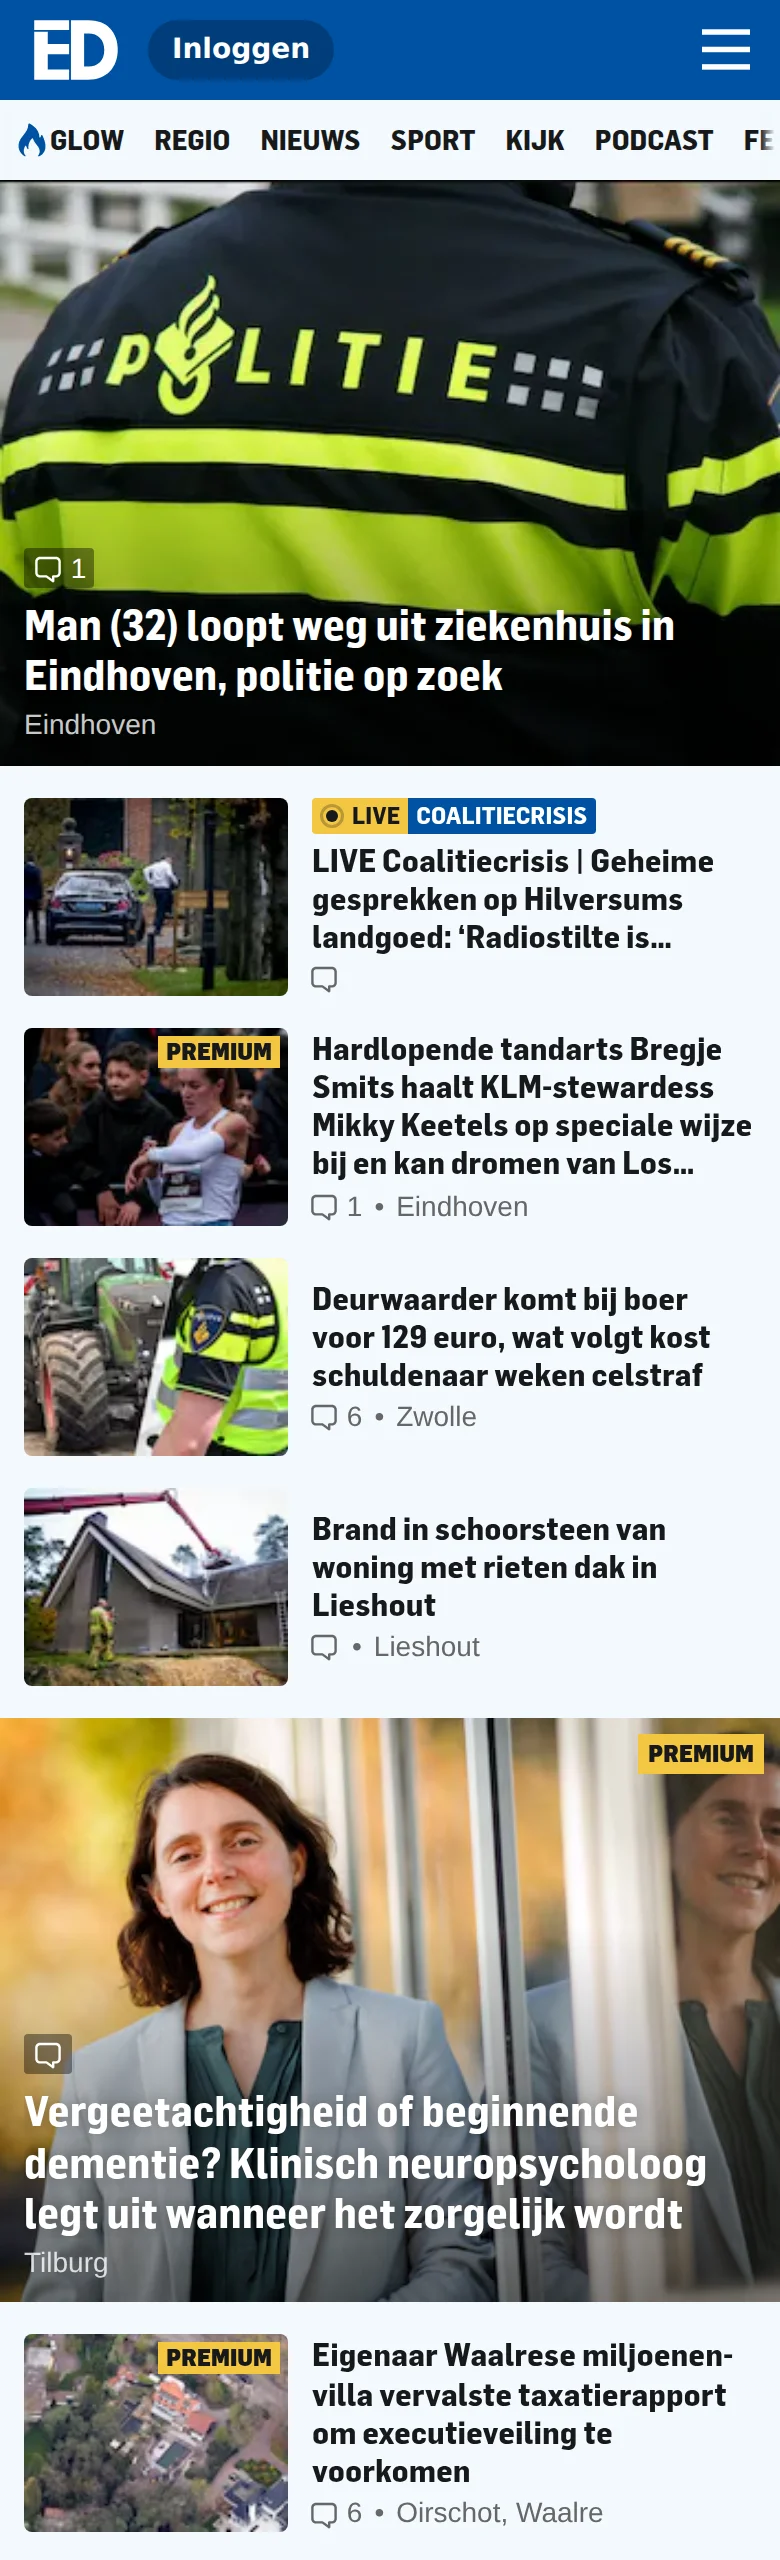 ED Inloggen
GLOW REGIO NIEUWS SPORT KIJK PODCAST FE
POLITIE
1
Man (32) loopt weg uit ziekenhuis in
Eindhoven, politie op zoek
Eindhoven
LIVE COALITIECRISIS
LIVE Coalitiecrisis | Geheime
gesprekken op Hilversums
landgoed: ‘Radiostilte is...
PREMIUM
Hardlopende tandarts Bregje
Smits haalt KLM-stewardess
Mikky Keetels op speciale wijze
bij en kan dromen van Los...
1 • Eindhoven
Deurwaarder komt bij boer
voor 129 euro, wat volgt kost
schuldenaar weken celstraf
6 • Zwolle
Brand in schoorsteen van
woning met rieten dak in
Lieshout
• Lieshout
PREMIUM
Vergeetachtigheid of beginnende
dementie? Klinisch neuropsycholoog
legt uit wanneer het zorgelijk wordt
Tilburg
PREMIUM
Eigenaar Waalrese miljoenen-
villa vervalste taxatierapport
om executieveiling te
voorkomen
6 • Oirschot, Waalre